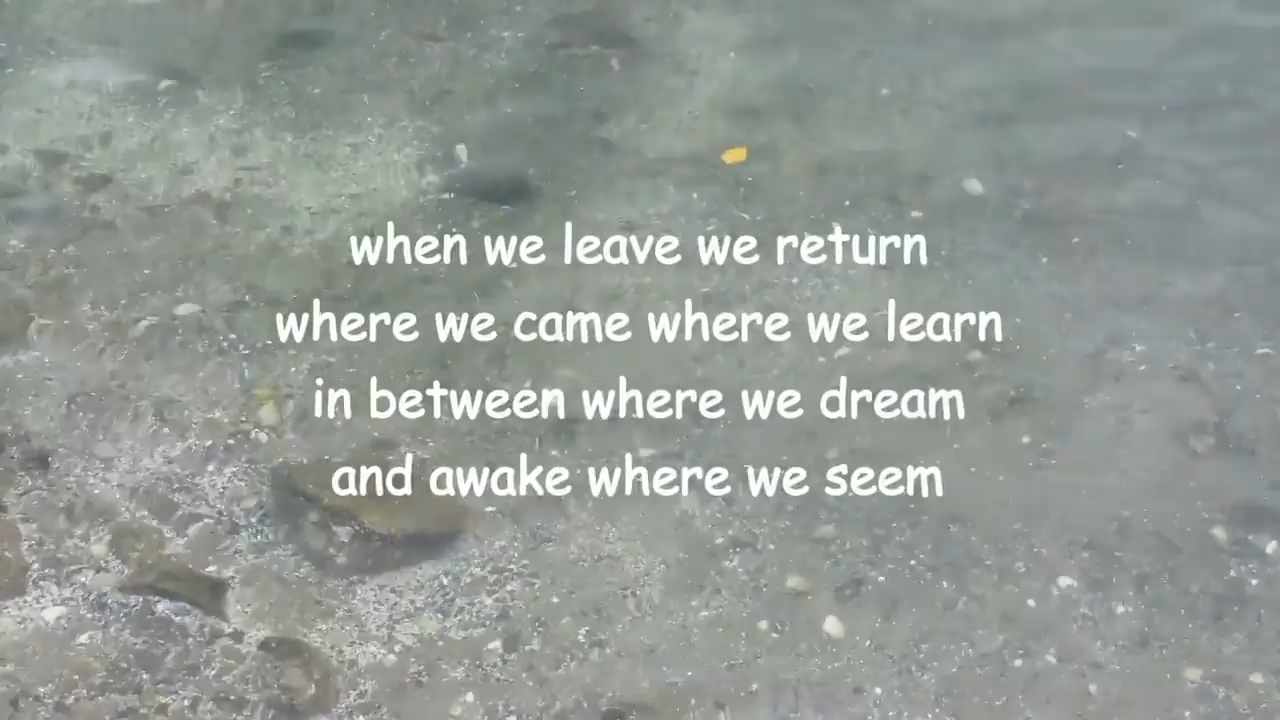 when we leave we return
where we came where we learn
in between where we dream
and awake where we seem